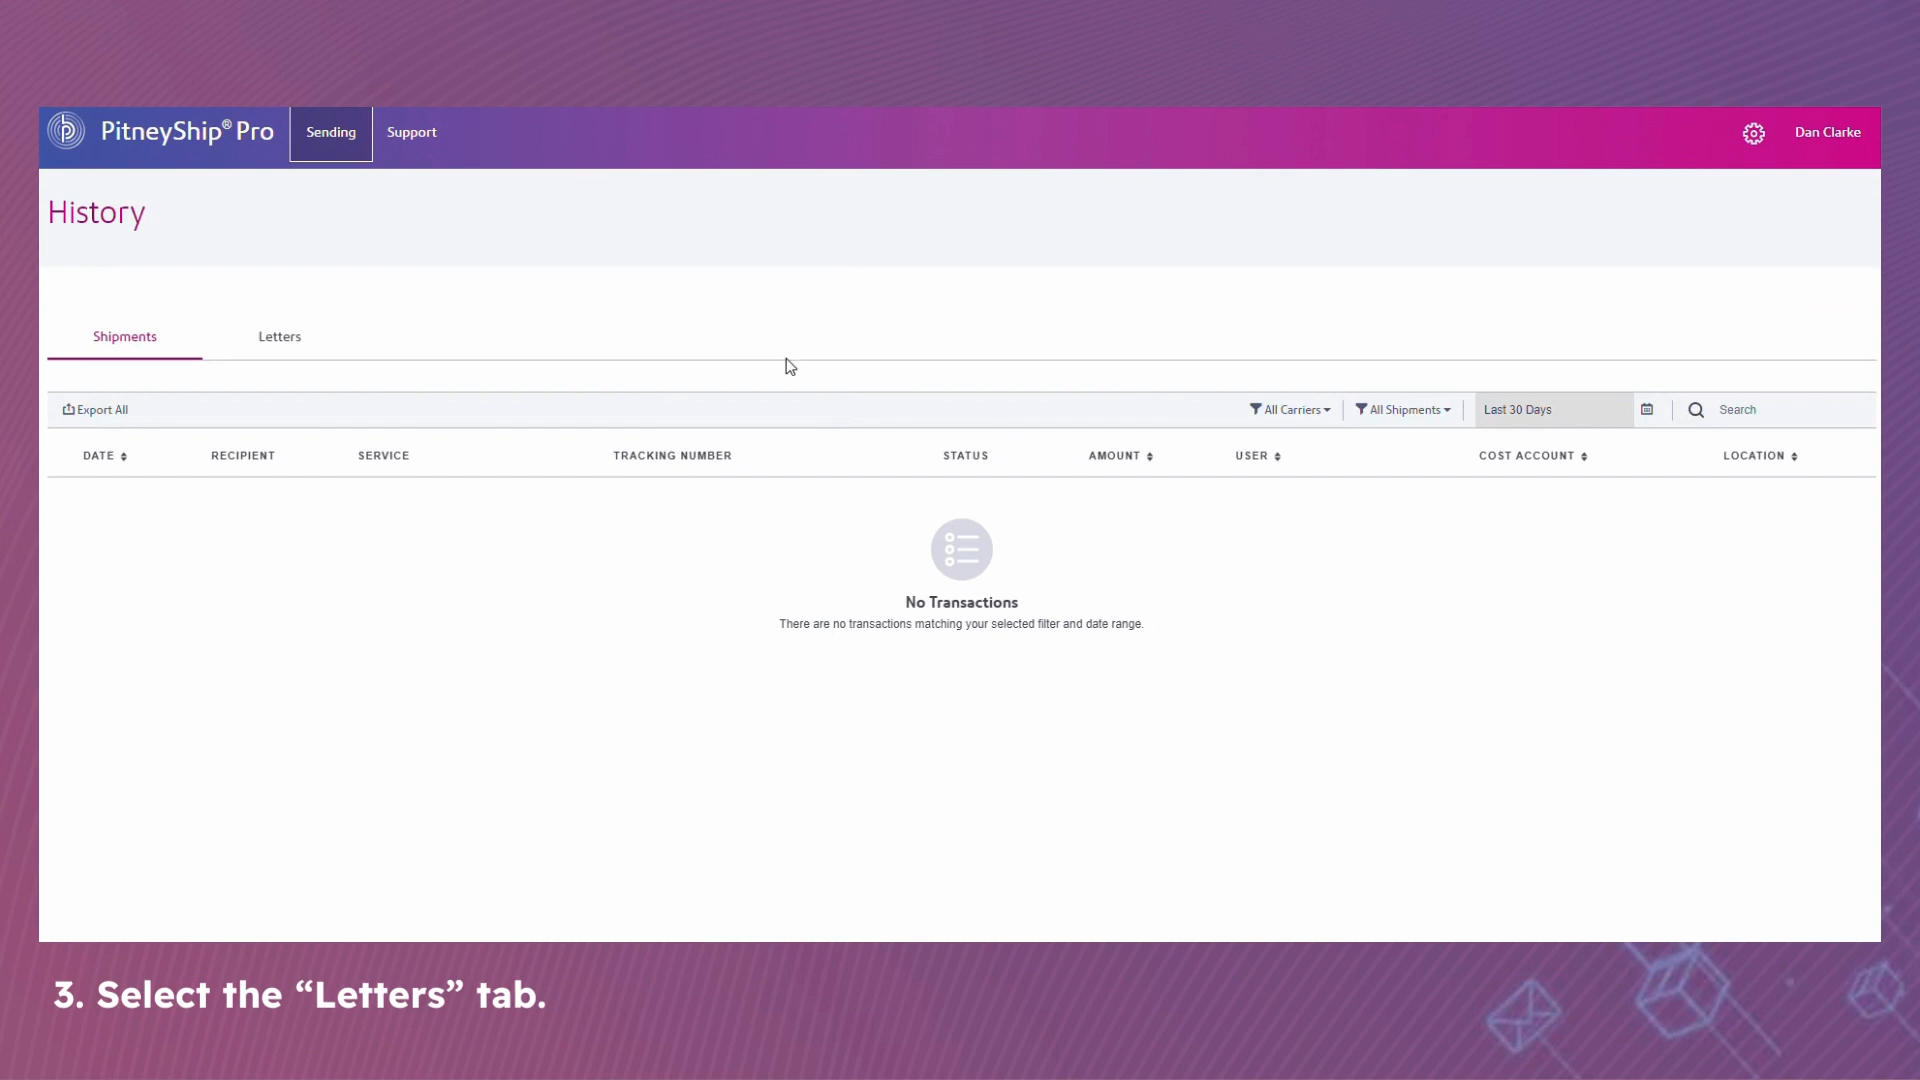 PitneyShip® Pro
Sending
Support
Dan Clarke
History
Shipments
Letters
Export All
All Carriers
All Shipments
Last 30 Days
Search
DATE
RECIPIENT
SERVICE
TRACKING NUMBER
STATUS
AMOUNT
USER
COST ACCOUNT
LOCATION
No Transactions
There are no transactions matching your selected filter and date range.
3. Select the “Letters” tab.